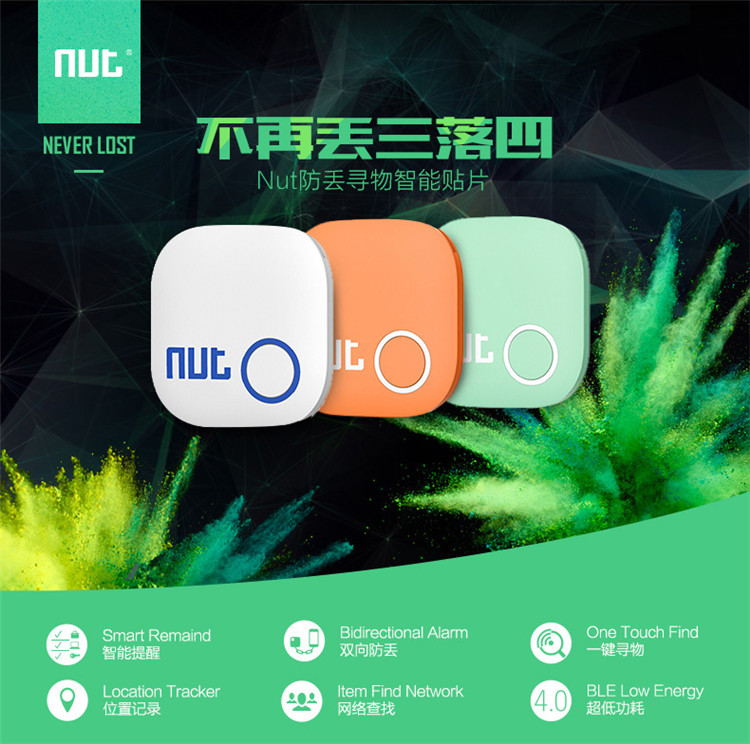 nut®
NEVER LOST
不再丢三落四
Nut防丢寻物智能贴片
nut
nut
nut
Smart Remaind
智能提醒
Bidirectional Alarm
双向防丢
One Touch Find
一键寻物
Location Tracker
位置记录
Item Find Network
网络查找
4.0
BLE Low Energy
超低功耗